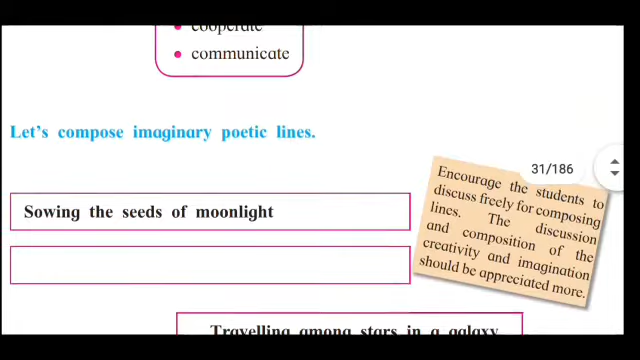 • cooperate
• communicate
Let's compose imaginary poetic lines.
31/186
Encourage the students to
discuss freely for composing
lines. The discussion
and composition of the
creativity and imagination
should be appreciated more.
Sowing the seeds of moonlight
Travelling among stars in a galaxy